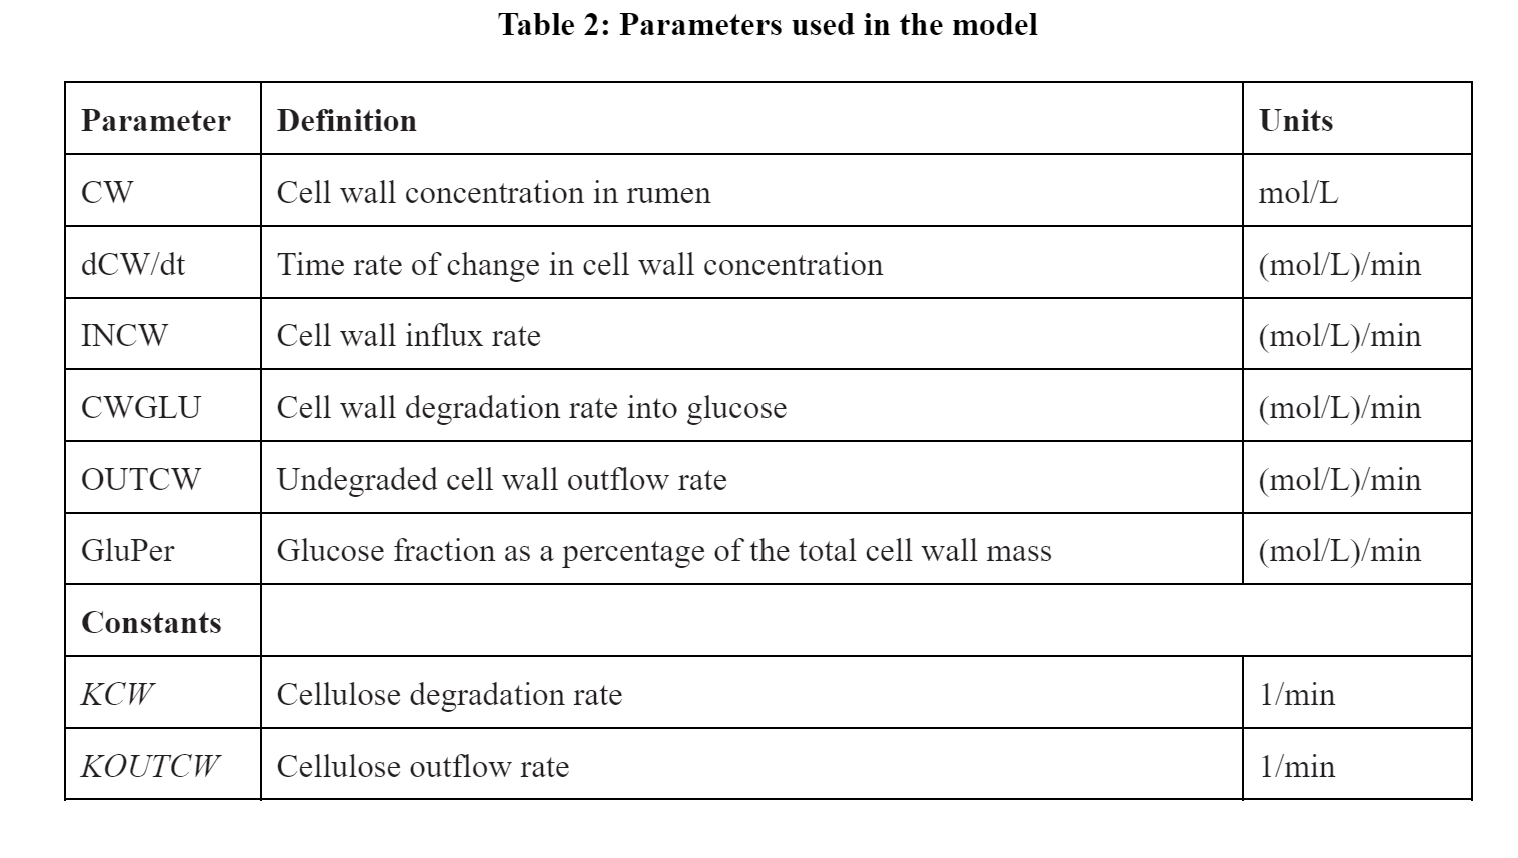 Table 2: Parameters used in the model
Parameter Definition Units
CW Cell wall concentration in rumen mol/L
dCW/dt Time rate of change in cell wall concentration (mol/L)/min
INCW Cell wall influx rate (mol/L)/min
CWGLU Cell wall degradation rate into glucose (mol/L)/min
OUTCW Undegraded cell wall outflow rate (mol/L)/min
GluPer Glucose fraction as a percentage of the total cell wall mass (mol/L)/min
Constants
KCW Cellulose degradation rate 1/min
KOUTCW Cellulose outflow rate 1/min